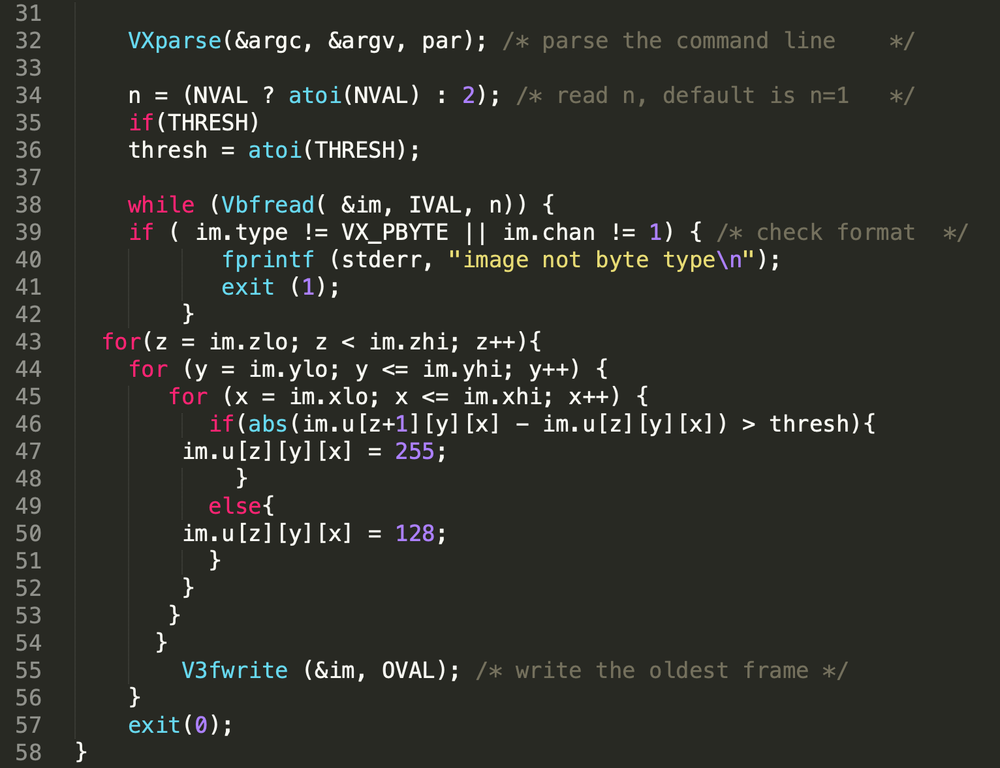 31
32 VXparse(&argc, &argv, par); /* parse the command line    */
33
34 n = (NVAL ? atoi(NVAL) : 2); /* read n, default is n=1   */
35 if(THRESH)
36 thresh = atoi(THRESH);
37
38 while (Vbfread( &im, IVAL, n)) {
39 if ( im.type != VX_PBYTE || im.chan != 1) { /* check format  */
40 fprintf (stderr, "image not byte type\n");
41 exit (1);
42 }
43 for(z = im.zlo; z < im.zhi; z++){
44 for (y = im.ylo; y <= im.yhi; y++) {
45 for (x = im.xlo; x <= im.xhi; x++) {
46 if(abs(im.u[z+1][y][x] - im.u[z][y][x]) > thresh){
47 im.u[z][y][x] = 255;
48 }
49 else{
50 im.u[z][y][x] = 128;
51 }
52 }
53 }
54 }
55 V3fwrite (&im, OVAL); /* write the oldest frame */
56 }
57 exit(0);
58 }